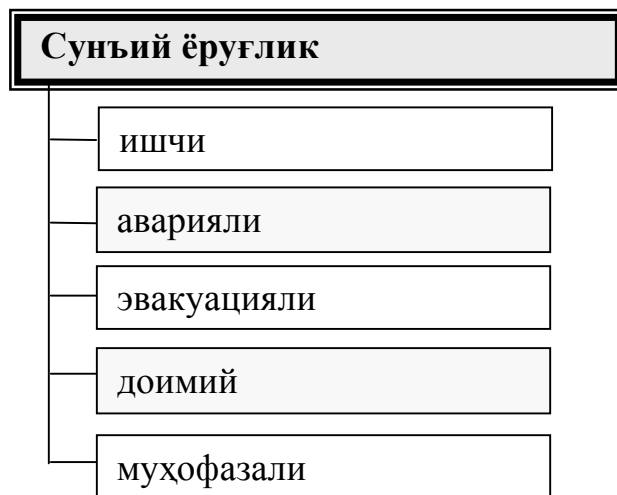 Сунъий ёруғлик
ишчи
аварияли
эвакуацияли
доимий
муҳофазали